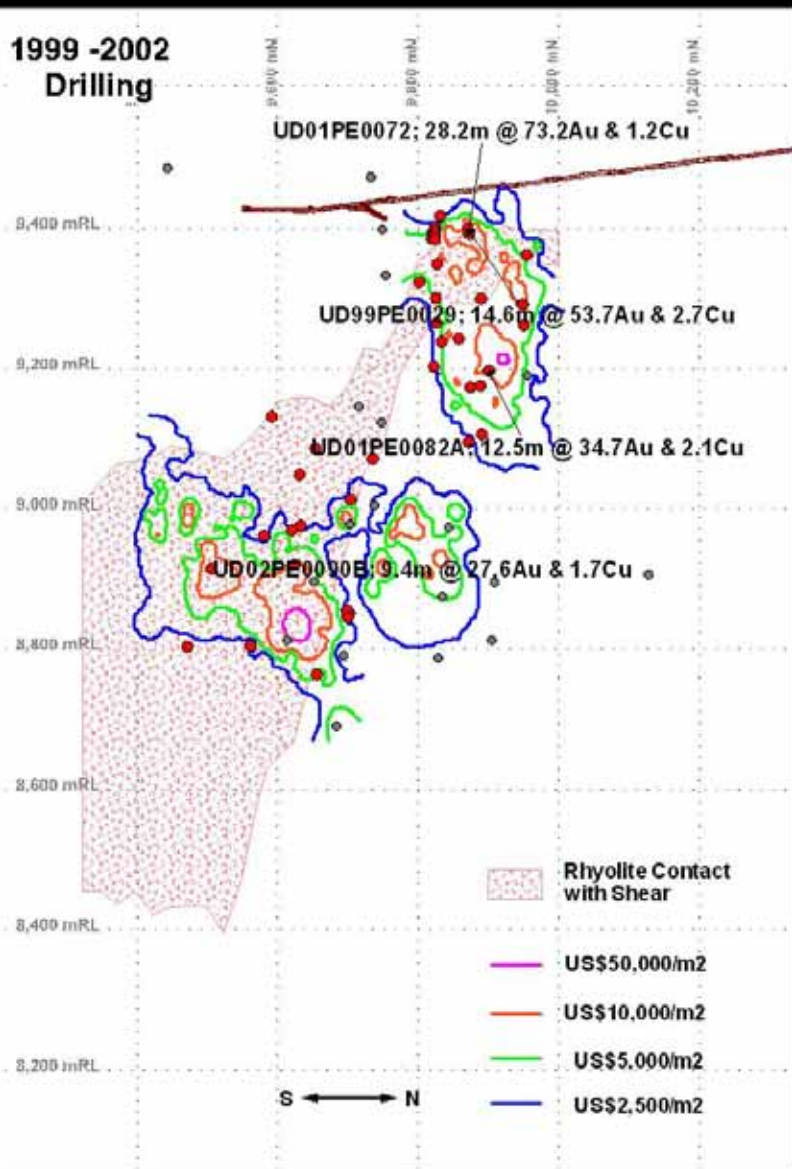 1999 -2002
Drilling
9,600 mN
9,800 mN
10,000 mN
10,200 mN
UD01PE0072; 28.2m @ 73.2Au & 1.2Cu
9,400 mRL
UD99PE0029; 14.6m @ 53.7Au & 2.7Cu
9,200 mRL
UD01PE0082A; 12.5m @ 34.7Au & 2.1Cu
9,000 mRL
UD02PE0090B; 9.4m @ 27.6Au & 1.7Cu
8,800 mRL
8,600 mRL
Rhyolite Contact
with Shear
8,400 mRL
US$50,000/m2
US$10,000/m2
US$5,000/m2
8,200 mRL
S N
US$2,500/m2